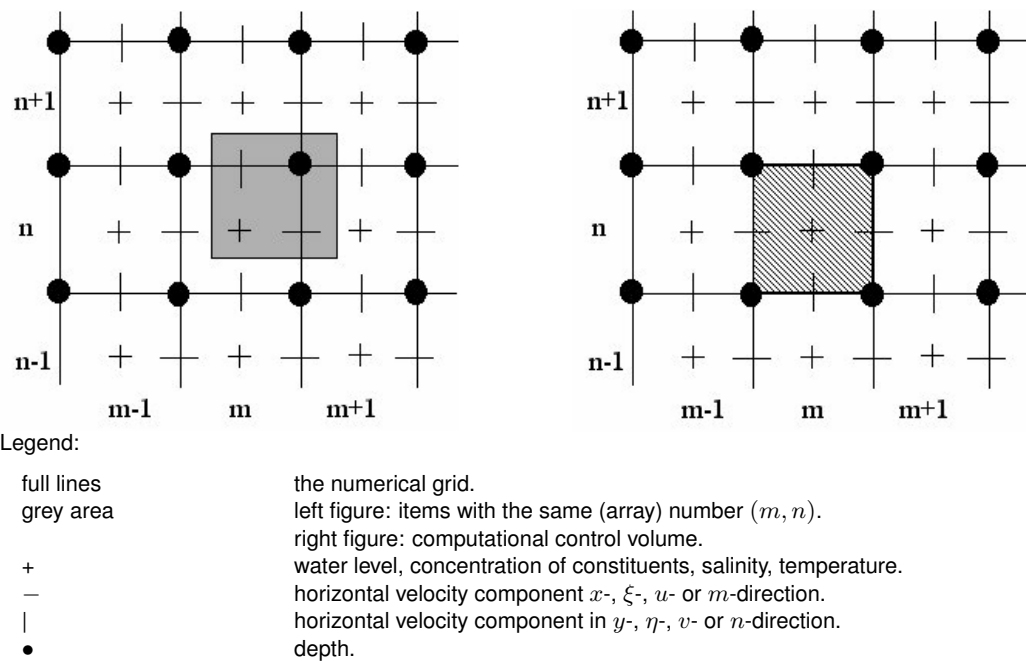 n+1 n+1
n n
n-1 n-1
m-1 m m+1 m-1 m m+1
Legend:
full lines the numerical grid.
grey area left figure: items with the same (array) number (m, n).
right figure: computational control volume.
+ water level, concentration of constituents, salinity, temperature.
− horizontal velocity component x-, ξ-, u- or m-direction.
| horizontal velocity component in y-, η-, v- or n-direction.
• depth.